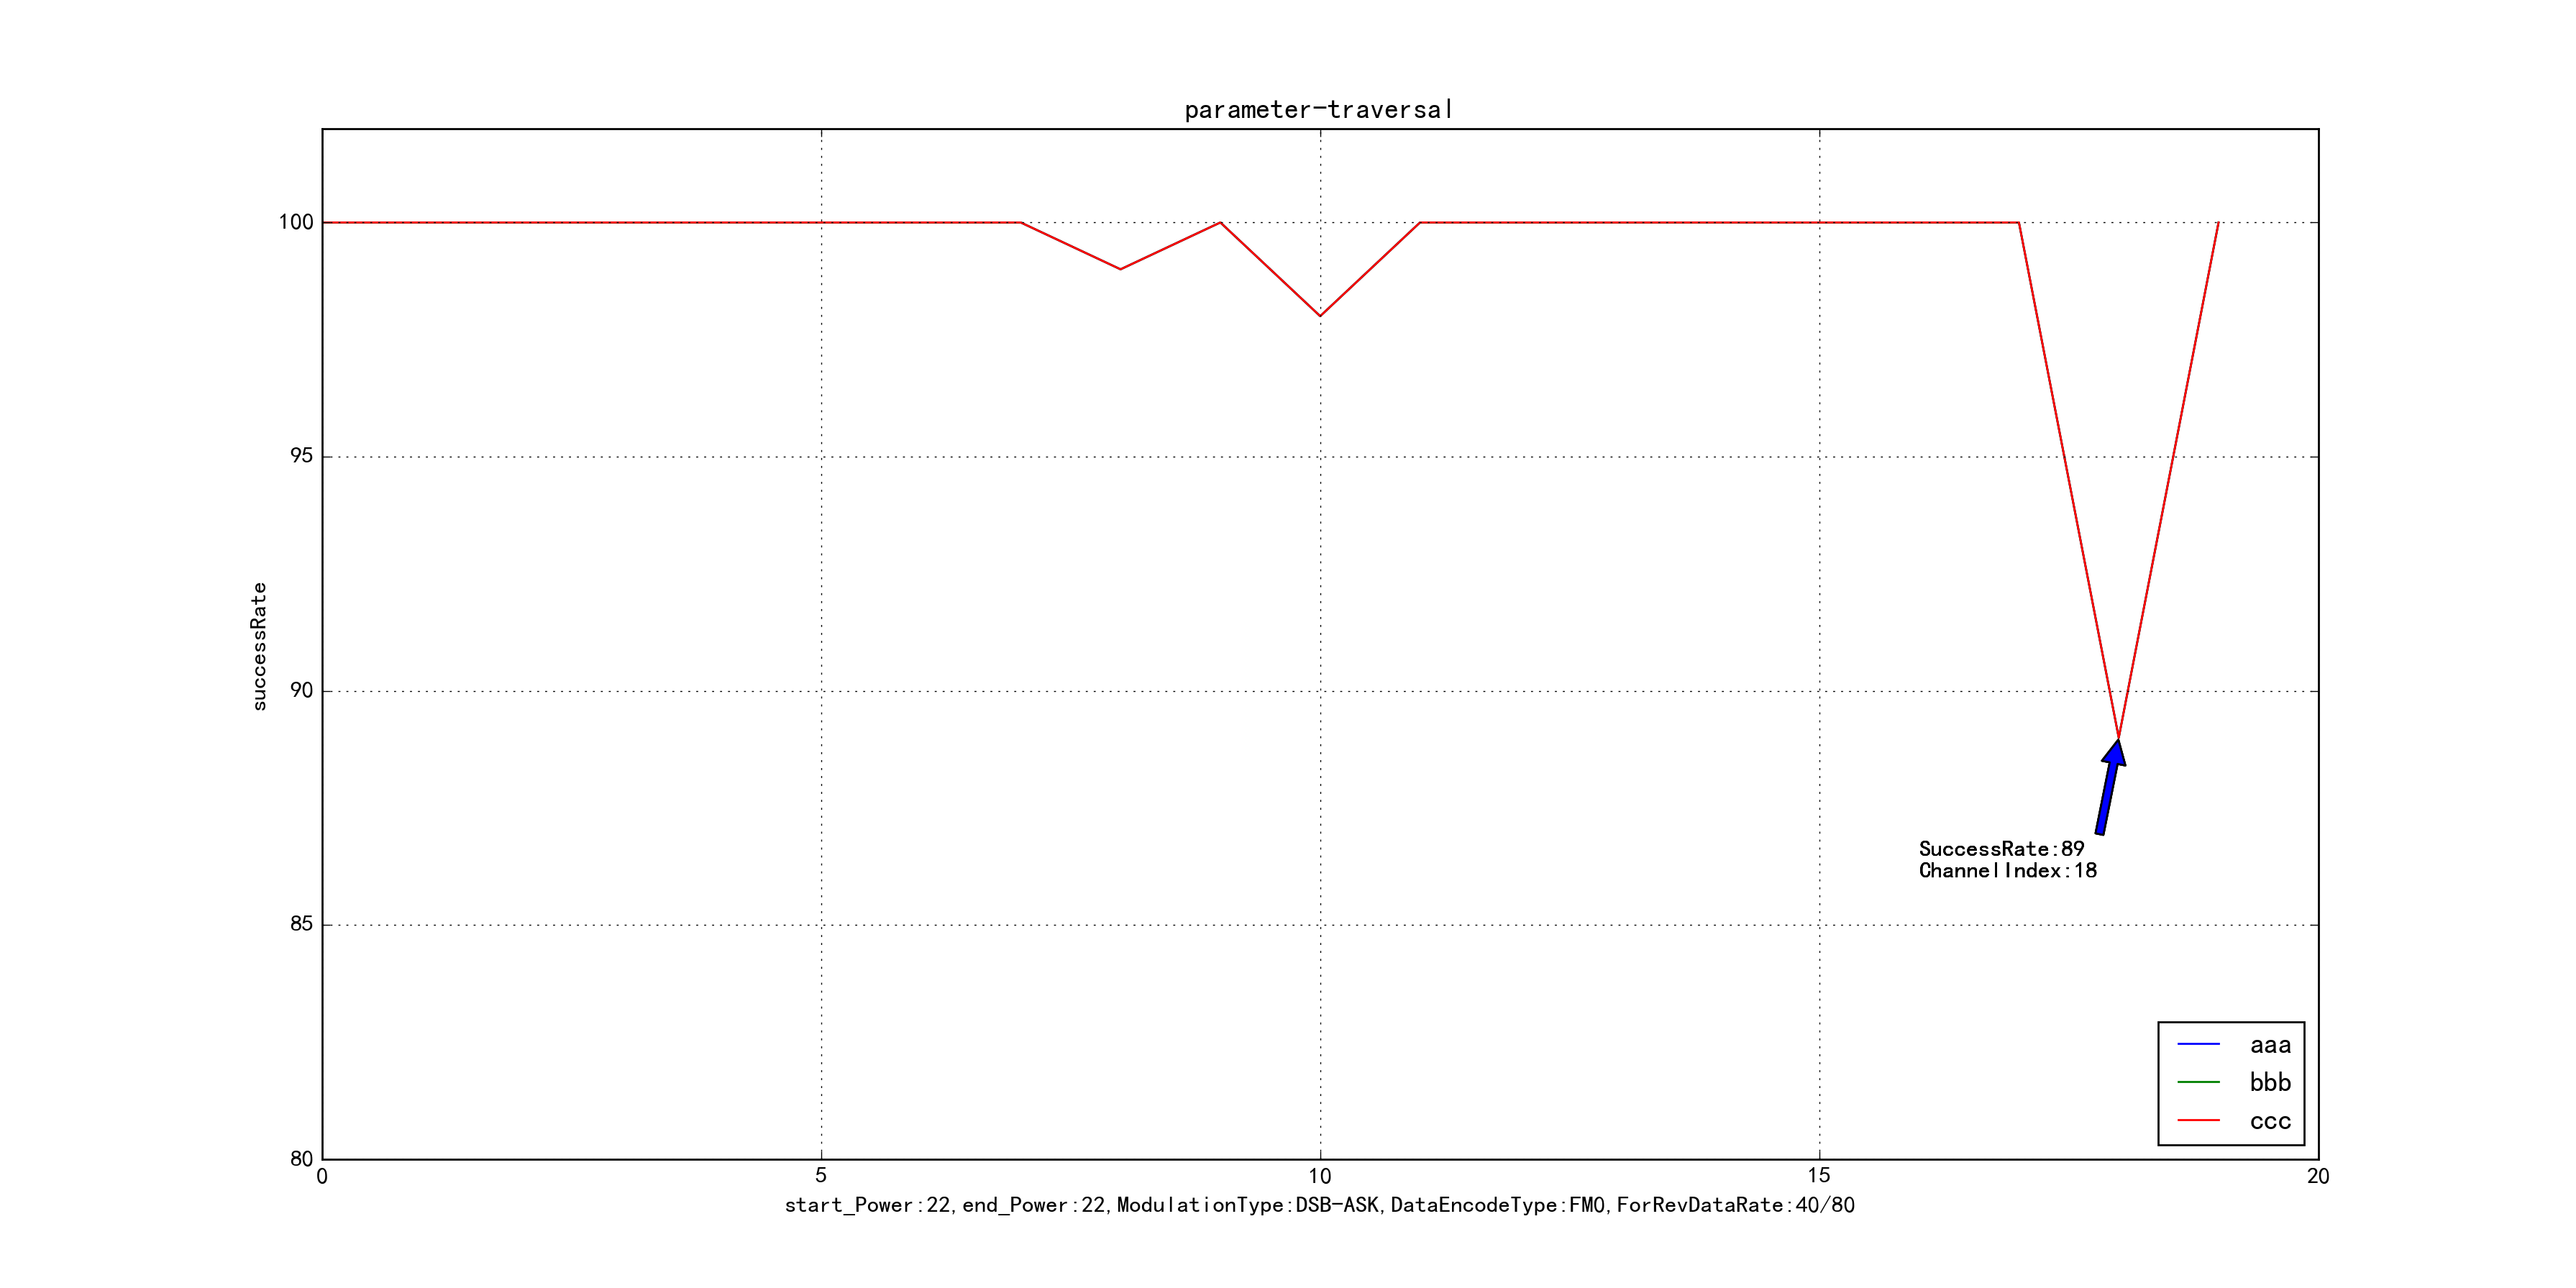 parameter-traversal
100
95
90
85
80
successRate
SuccessRate:89
ChannelIndex:18
aaa
bbb
ccc
0 5 10 15 20
start_Power:22,end_Power:22,ModulationType:DSB-ASK,DataEncodeType:FM0,ForRevDataRate:40/80